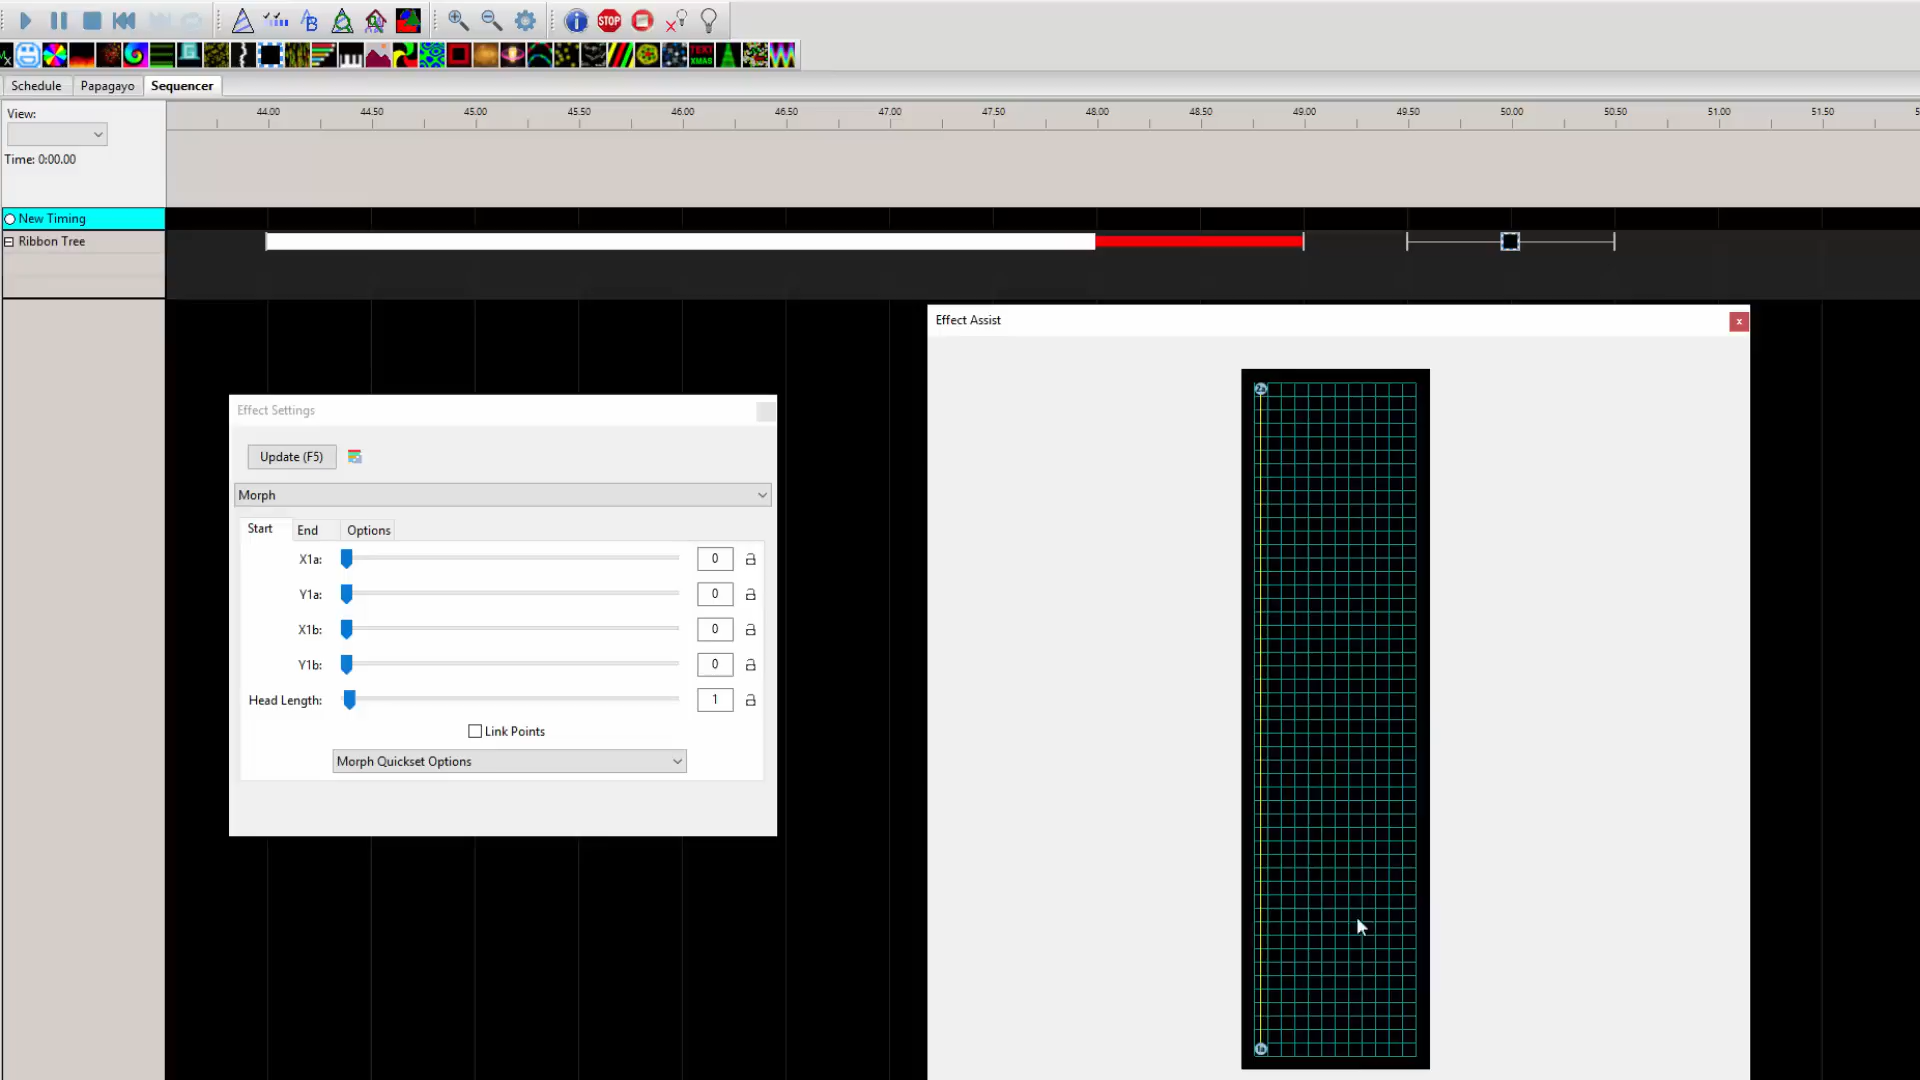 STOP
TEXT
XMAS
Schedule
Papagayo
Sequencer
View:
44.00 44.50 45.00 45.50 46.00 46.50 47.00 47.50 48.00 48.50 49.00 49.50 50.00 50.50 51.00 51.50
Time: 0:00.00
New Timing
Ribbon Tree
Effect Assist
x
Effect Settings
Update (F5)
Morph
Start
End
Options
X1a: 0
Y1a: 0
X1b: 0
Y1b: 0
Head Length: 1
Link Points
Morph Quickset Options